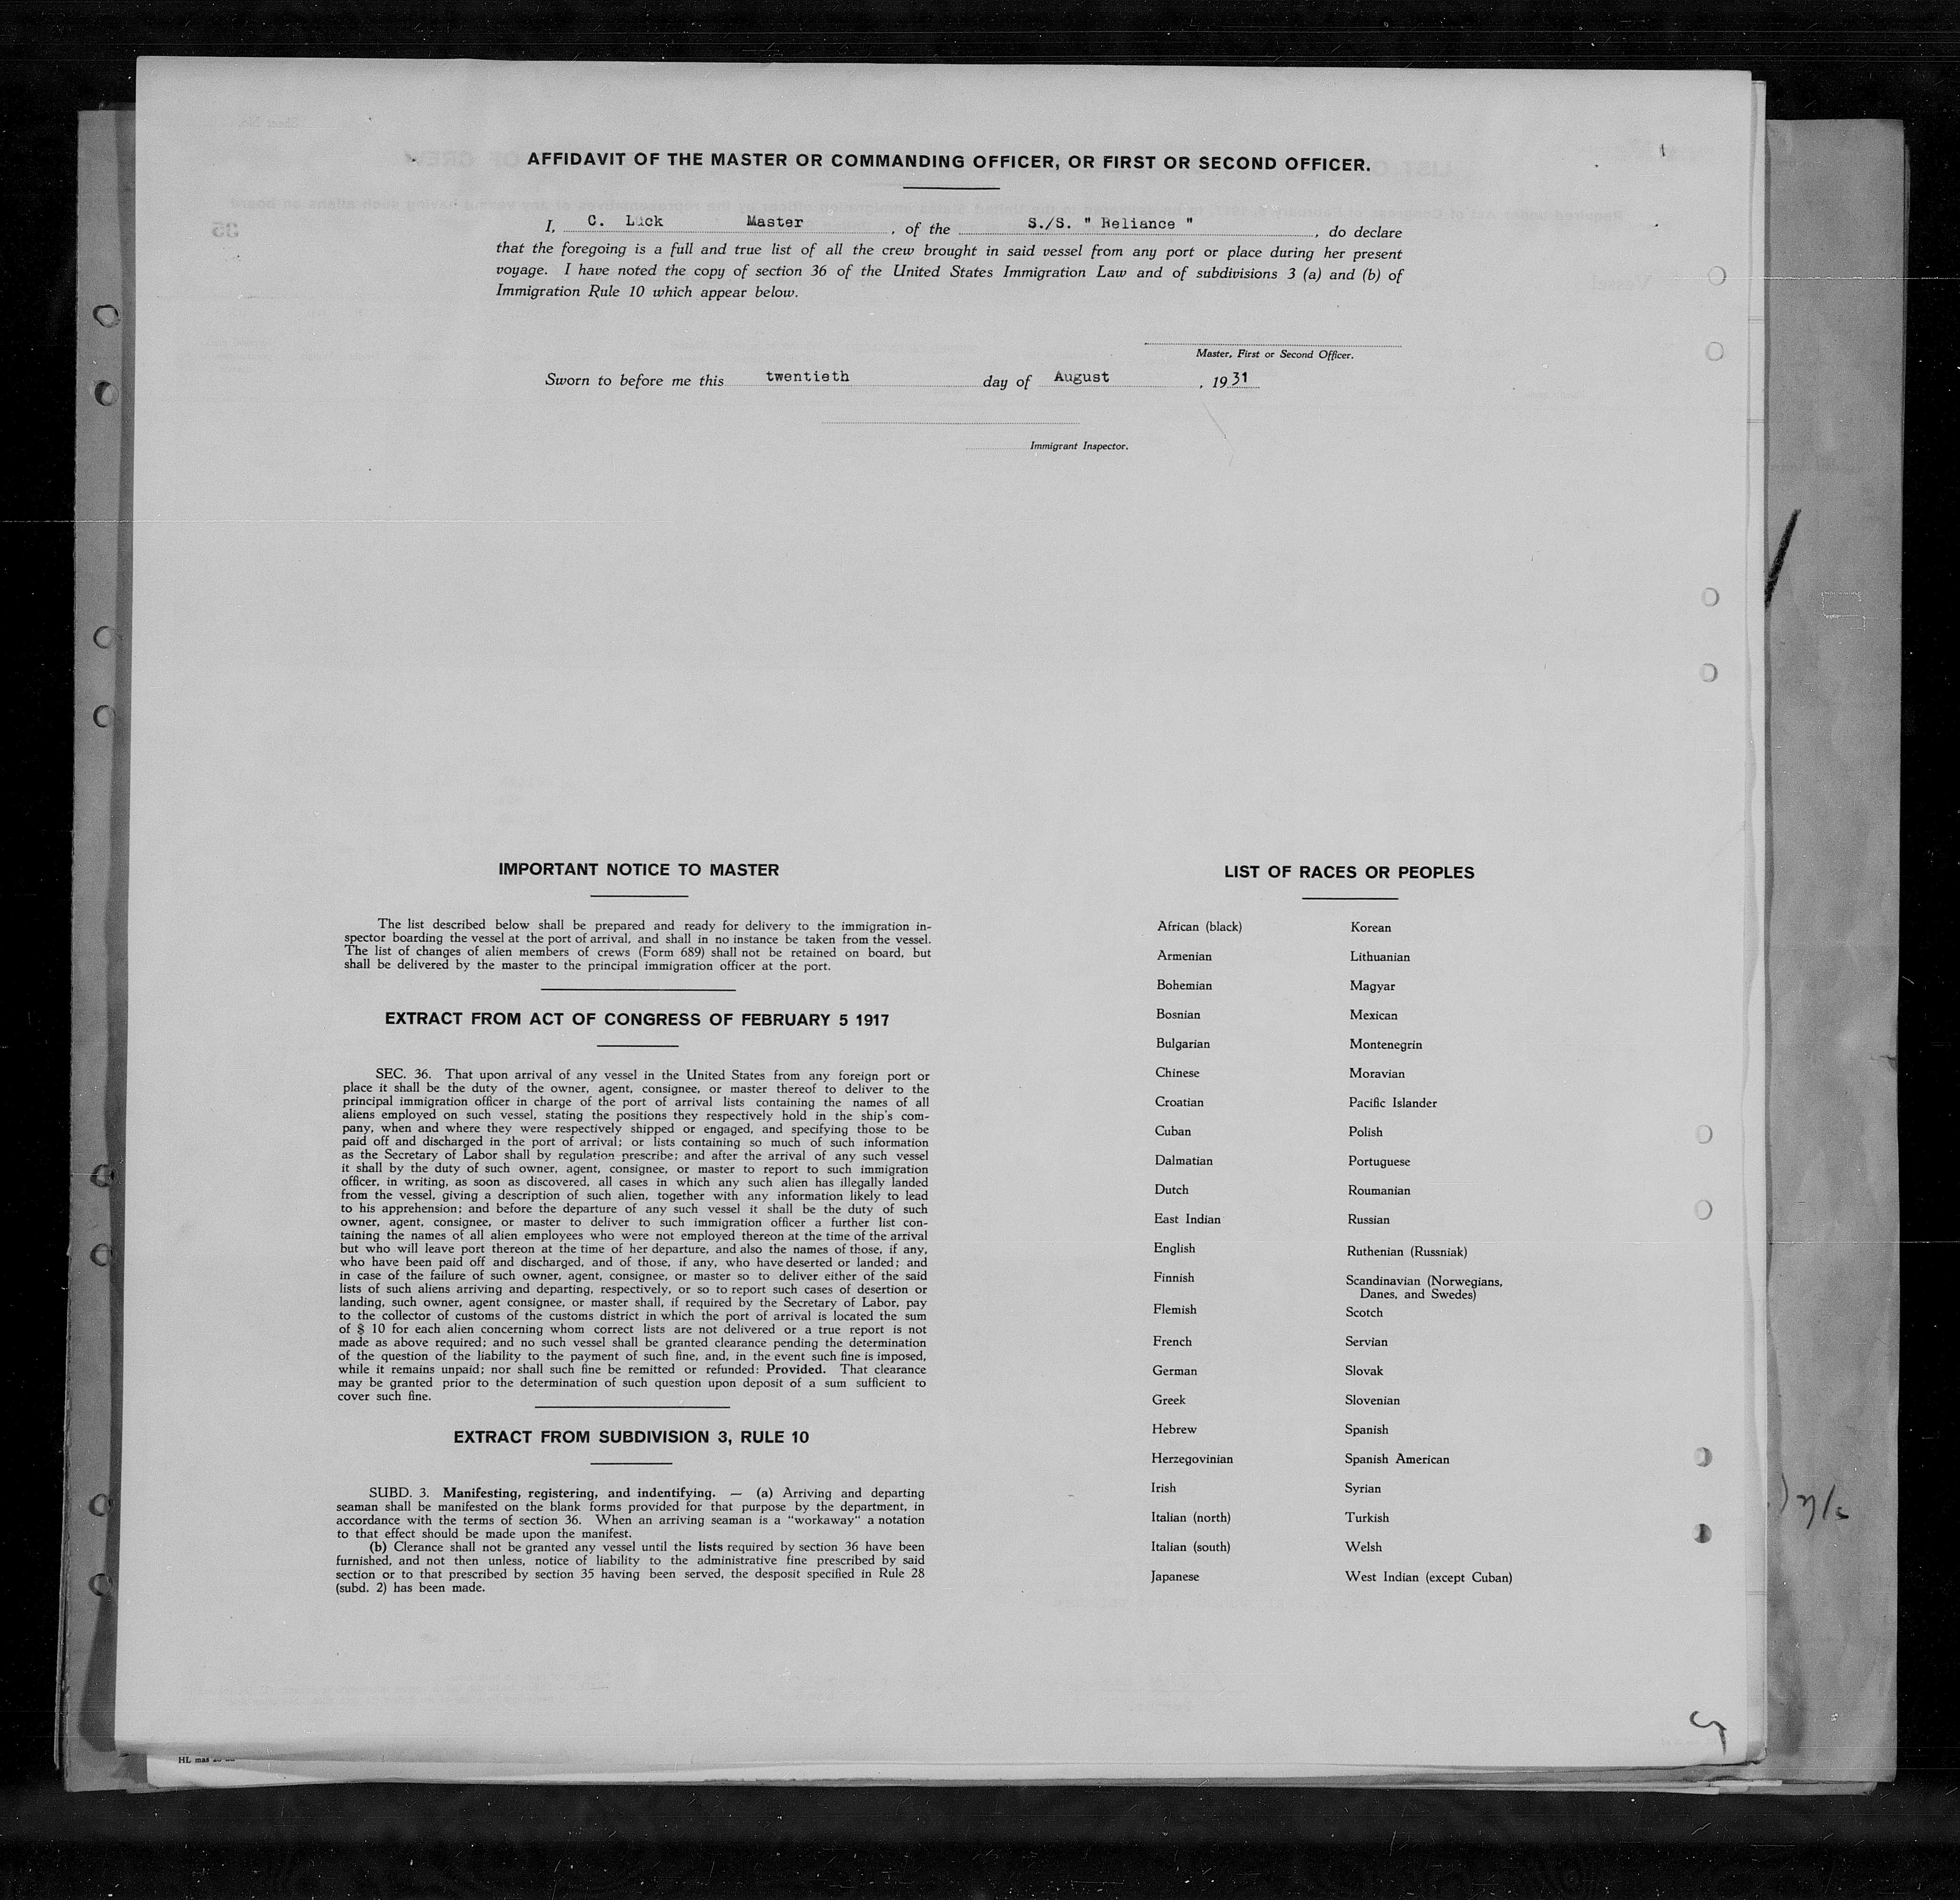 AFFIDAVIT OF THE MASTER OR COMMANDING OFFICER, OR FIRST OR SECOND OFFICER.
I, C. Luck Master , of the S./S. " Reliance " , do declare
that the foregoing is a full and true list of all the crew brought in said vessel from any port or place during her present
voyage. I have noted the copy of section 36 of the United States Immigration Law and of subdivisions 3 (a) and (b) of
Immigration Rule 10 which appear below.
Master, First or Second Officer.
Sworn to before me this twentieth day of August , 1931
Immigrant Inspector.
IMPORTANT NOTICE TO MASTER
The list described below shall be prepared and ready for delivery to the immigration in-
spector boarding the vessel at the port of arrival, and shall in no instance be taken from the vessel.
The list of changes of alien members of crews (Form 689) shall not be retained on board, but
shall be delivered by the master to the principal immigration officer at the port.
EXTRACT FROM ACT OF CONGRESS OF FEBRUARY 5 1917
SEC. 36. That upon arrival of any vessel in the United States from any foreign port or
place it shall be the duty of the owner, agent, consignee, or master thereof to deliver to the
principal immigration officer in charge of the port of arrival lists containing the names of all
aliens employed on such vessel, stating the positions they respectively hold in the ship's com-
pany, when and where they were respectively shipped or engaged, and specifying those to be
paid off and discharged in the port of arrival; or lists containing so much of such information
as the Secretary of Labor shall by regulation prescribe; and after the arrival of any such vessel
it shall by the duty of such owner, agent, consignee, or master to report to such immigration
officer, in writing, as soon as discovered, all cases in which any such alien has illegally landed
from the vessel, giving a description of such alien, together with any information likely to lead
to his apprehension; and before the departure of any such vessel it shall be the duty of such
owner, agent, consignee, or master to deliver to such immigration officer a further list con-
taining the names of all alien employees who were not employed thereon at the time of the arrival
but who will leave port thereon at the time of her departure, and also the names of those, if any,
who have been paid off and discharged, and of those, if any, who have deserted or landed; and
in case of the failure of such owner, agent, consignee, or master so to deliver either of the said
lists of such aliens arriving and departing, respectively, or so to report such cases of desertion or
landing, such owner, agent consignee, or master shall, if required by the Secretary of Labor, pay
to the collector of customs of the customs district in which the port of arrival is located the sum
of $ 10 for each alien concerning whom correct lists are not delivered or a true report is not
made as above required; and no such vessel shall be granted clearance pending the determination
of the question of the liability to the payment of such fine, and, in the event such fine is imposed,
while it remains unpaid; nor shall such fine be remitted or refunded: Provided. That clearance
may be granted prior to the determination of such question upon deposit of a sum sufficient to
cover such fine.
EXTRACT FROM SUBDIVISION 3, RULE 10
SUBD. 3. Manifesting, registering, and indentifying. — (a) Arriving and departing
seaman shall be manifested on the blank forms provided for that purpose by the department, in
accordance with the terms of section 36. When an arriving seaman is a "workaway" a notation
to that effect should be made upon the manifest.
(b) Clerance shall not be granted any vessel until the lists required by section 36 have been
furnished, and not then unless, notice of liability to the administrative fine prescribed by said
section or to that prescribed by section 35 having been served, the desposit specified in Rule 28
(subd. 2) has been made.
LIST OF RACES OR PEOPLES
African (black)
Armenian
Bohemian
Bosnian
Bulgarian
Chinese
Croatian
Cuban
Dalmatian
Dutch
East Indian
English
Finnish
Flemish
French
German
Greek
Hebrew
Herzegovinian
Irish
Italian (north)
Italian (south)
Japanese
Korean
Lithuanian
Magyar
Mexican
Montenegrin
Moravian
Pacific Islander
Polish
Portuguese
Roumanian
Russian
Ruthenian (Russniak)
Scandinavian (Norwegians,
Danes, and Swedes)
Scotch
Servian
Slovak
Slovenian
Spanish
Spanish American
Syrian
Turkish
Welsh
West Indian (except Cuban)
HL mas